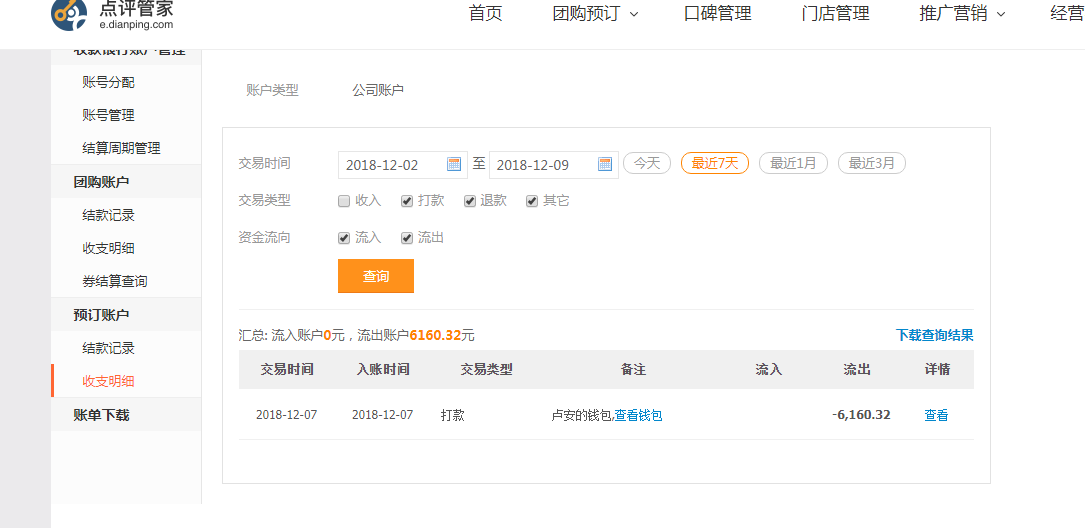 点评管家
e.dianping.com
首页 团购预订 口碑管理 门店管理 推广营销 经营
收款银行账户管理
账号分配
账号管理
结算周期管理
团购账户
结款记录
收支明细
券结算查询
预订账户
结款记录
收支明细
账单下载
账户类型 公司账户
交易时间 2018-12-02 至 2018-12-09 今天 最近7天 最近1月 最近3月
交易类型 收入 打款 退款 其它
资金流向 流入 流出
查询
汇总: 流入账户0元，流出账户6160.32元 下载查询结果
交易时间 入账时间 交易类型 备注 流入 流出 详情
2018-12-07 2018-12-07 打款 卢安的钱包,查看钱包 -6,160.32 查看